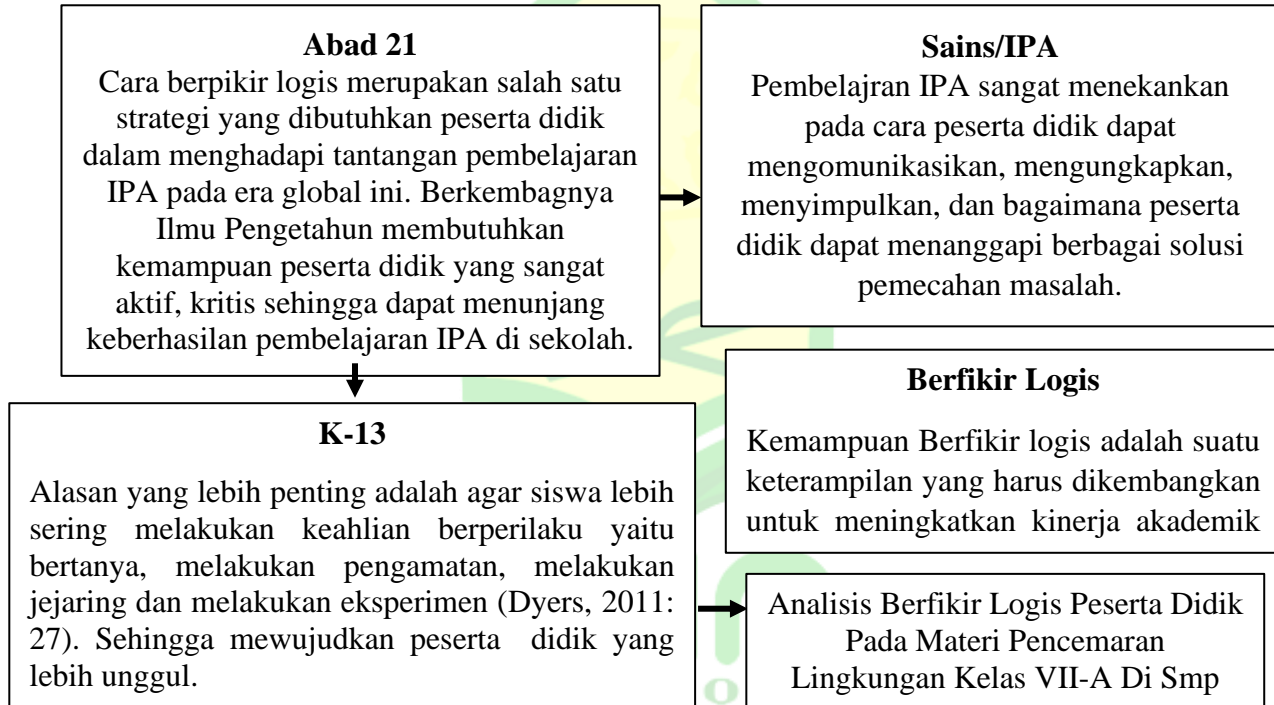 Abad 21
Cara berpikir logis merupakan salah satu
strategi yang dibutuhkan peserta didik
dalam menghadapi tantangan pembelajaran
IPA pada era global ini. Berkembagnya
Ilmu Pengetahun membutuhkan
kemampuan peserta didik yang sangat
aktif, kritis sehingga dapat menunjang
keberhasilan pembelajaran IPA di sekolah.
Sains/IPA
Pembelajran IPA sangat menekankan
pada cara peserta didik dapat
mengomunikasikan, mengungkapkan,
menyimpulkan, dan bagaimana peserta
didik dapat menanggapi berbagai solusi
pemecahan masalah.
K-13
Alasan yang lebih penting adalah agar siswa lebih
sering melakukan keahlian berperilaku yaitu
bertanya, melakukan pengamatan, melakukan
jejaring dan melakukan eksperimen (Dyers, 2011:
27). Sehingga mewujudkan peserta didik yang
lebih unggul.
Berfikir Logis
Kemampuan Berfikir logis adalah suatu
keterampilan yang harus dikembangkan
untuk meningkatkan kinerja akademik
Analisis Berfikir Logis Peserta Didik
Pada Materi Pencemaran
Lingkungan Kelas VII-A Di Smp